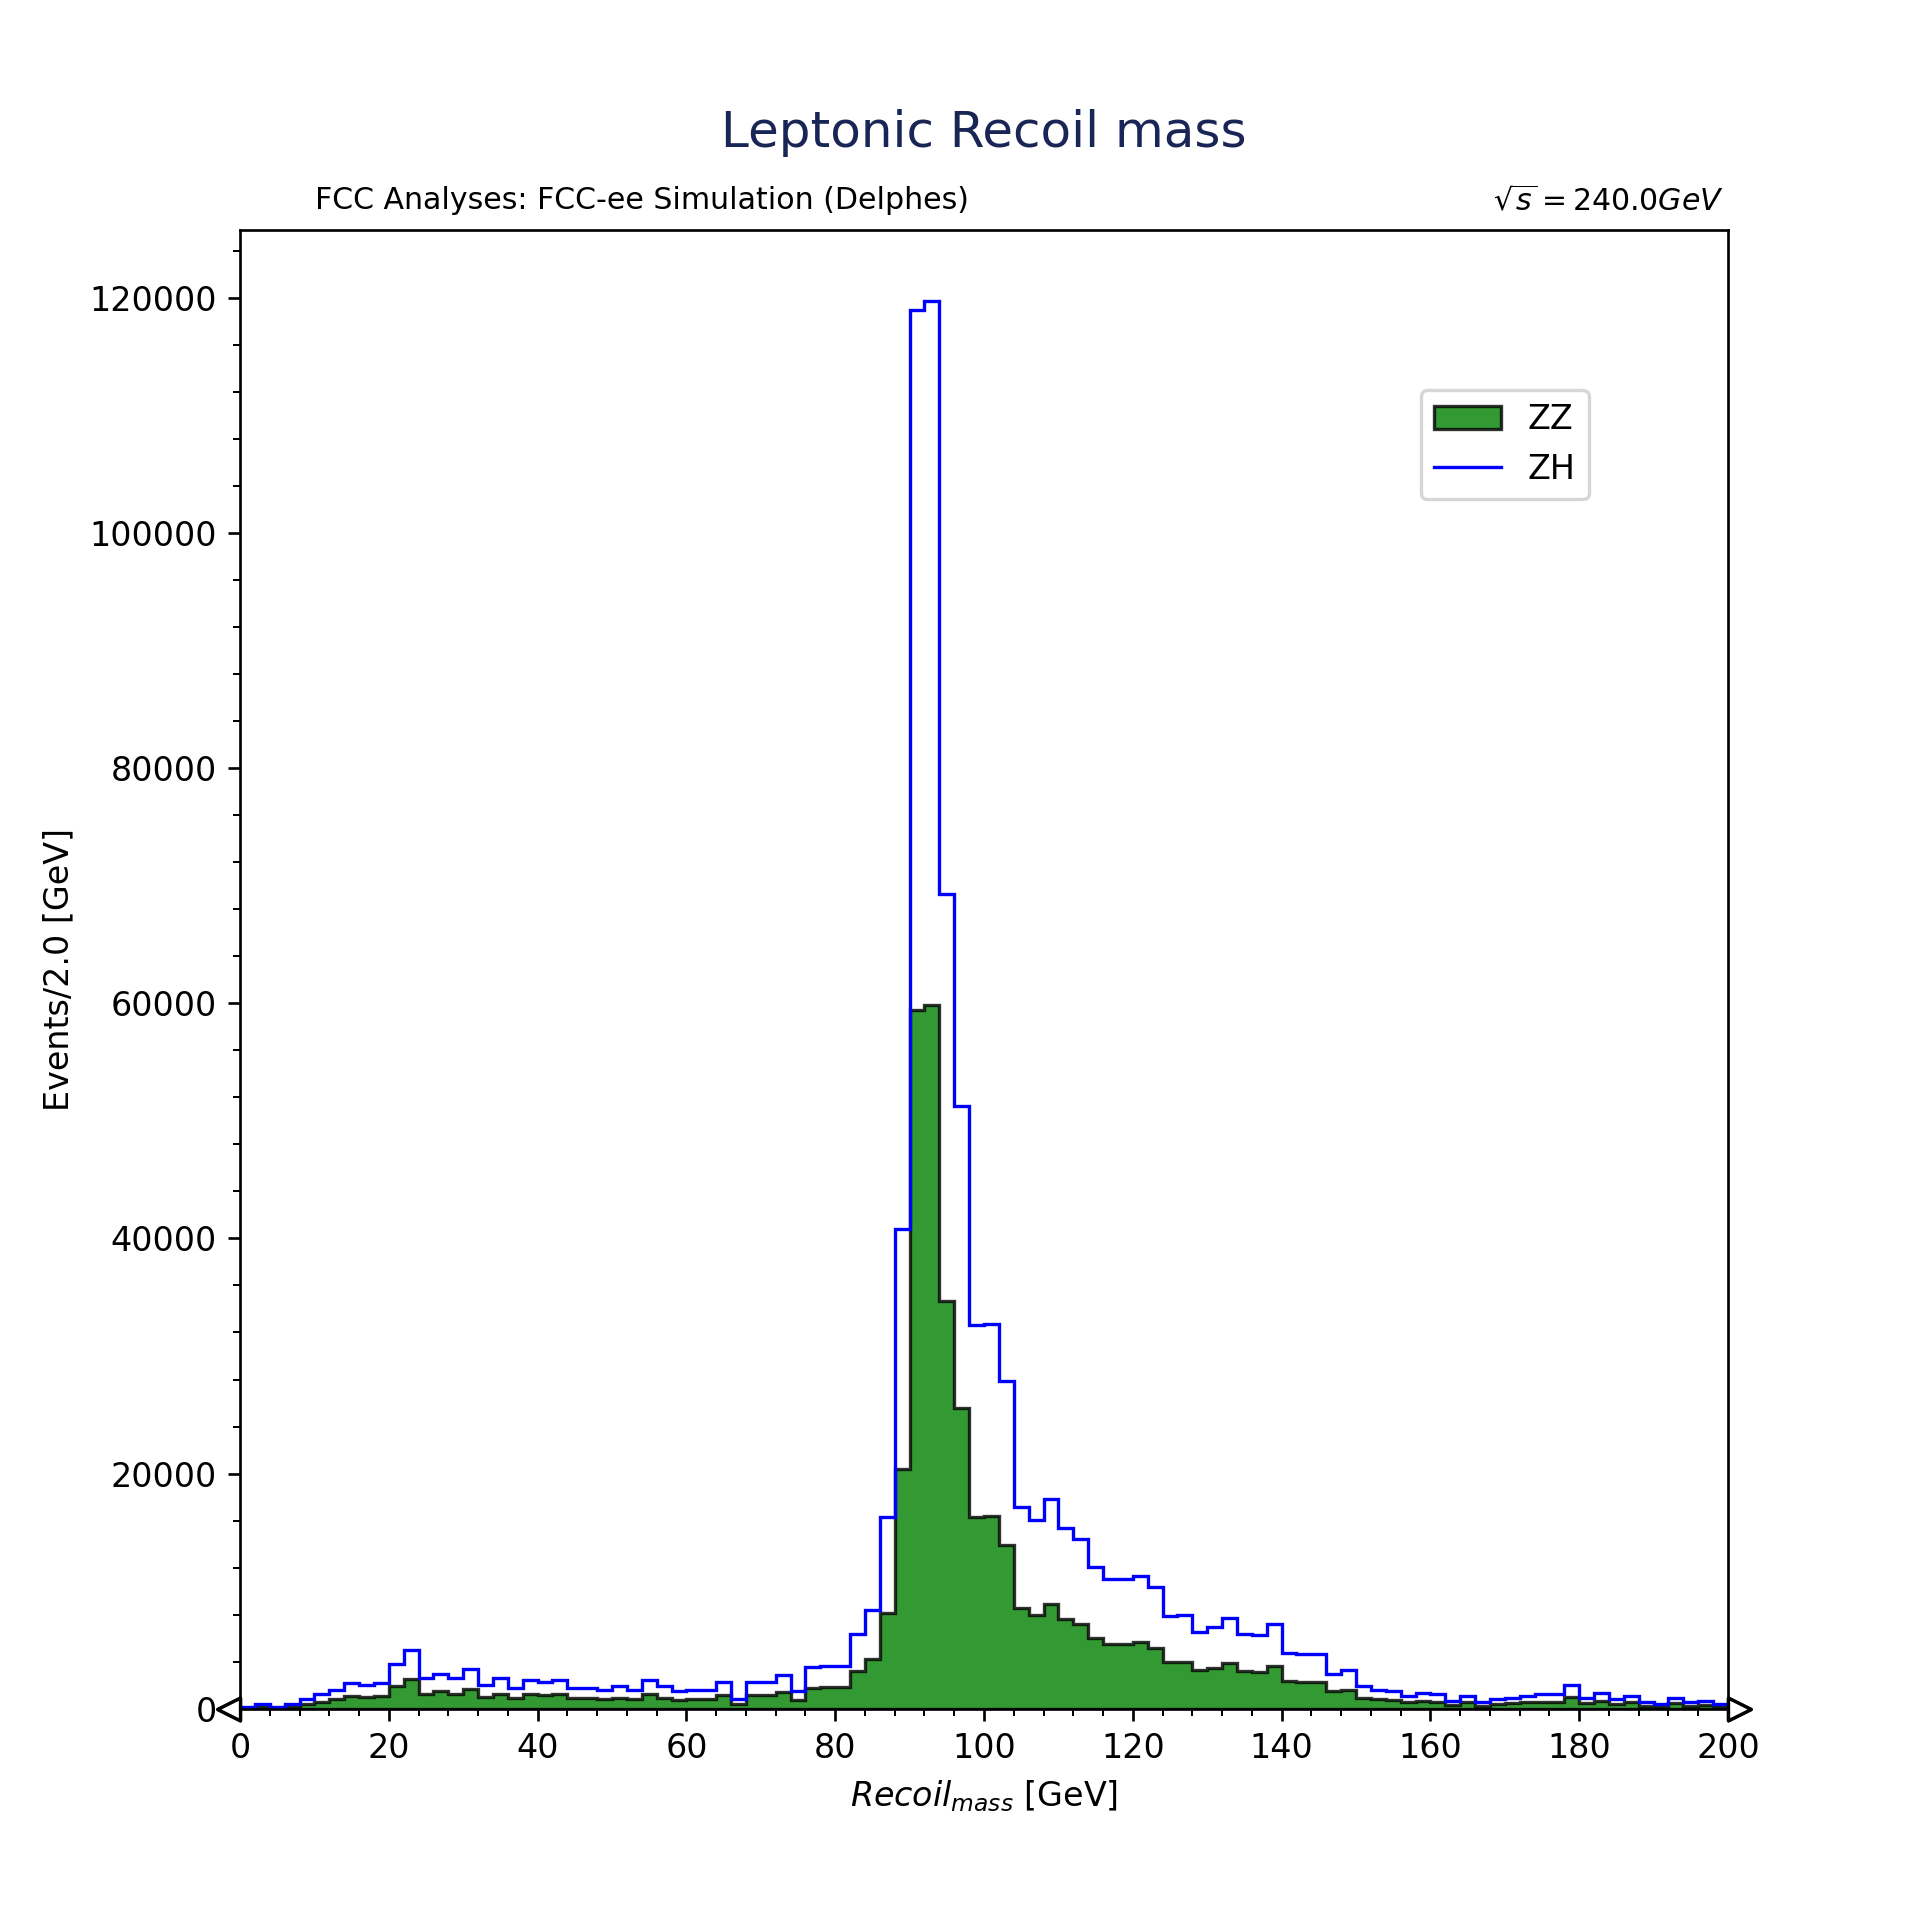 Leptonic Recoil mass
FCC Analyses: FCC-ee Simulation (Delphes)
√s = 240.0GeV
120000
100000
80000
60000
40000
20000
0
Events/2.0 [GeV]
ZZ
ZH
0 20 40 60 80 100 120 140 160 180 200
Recoil_mass [GeV]